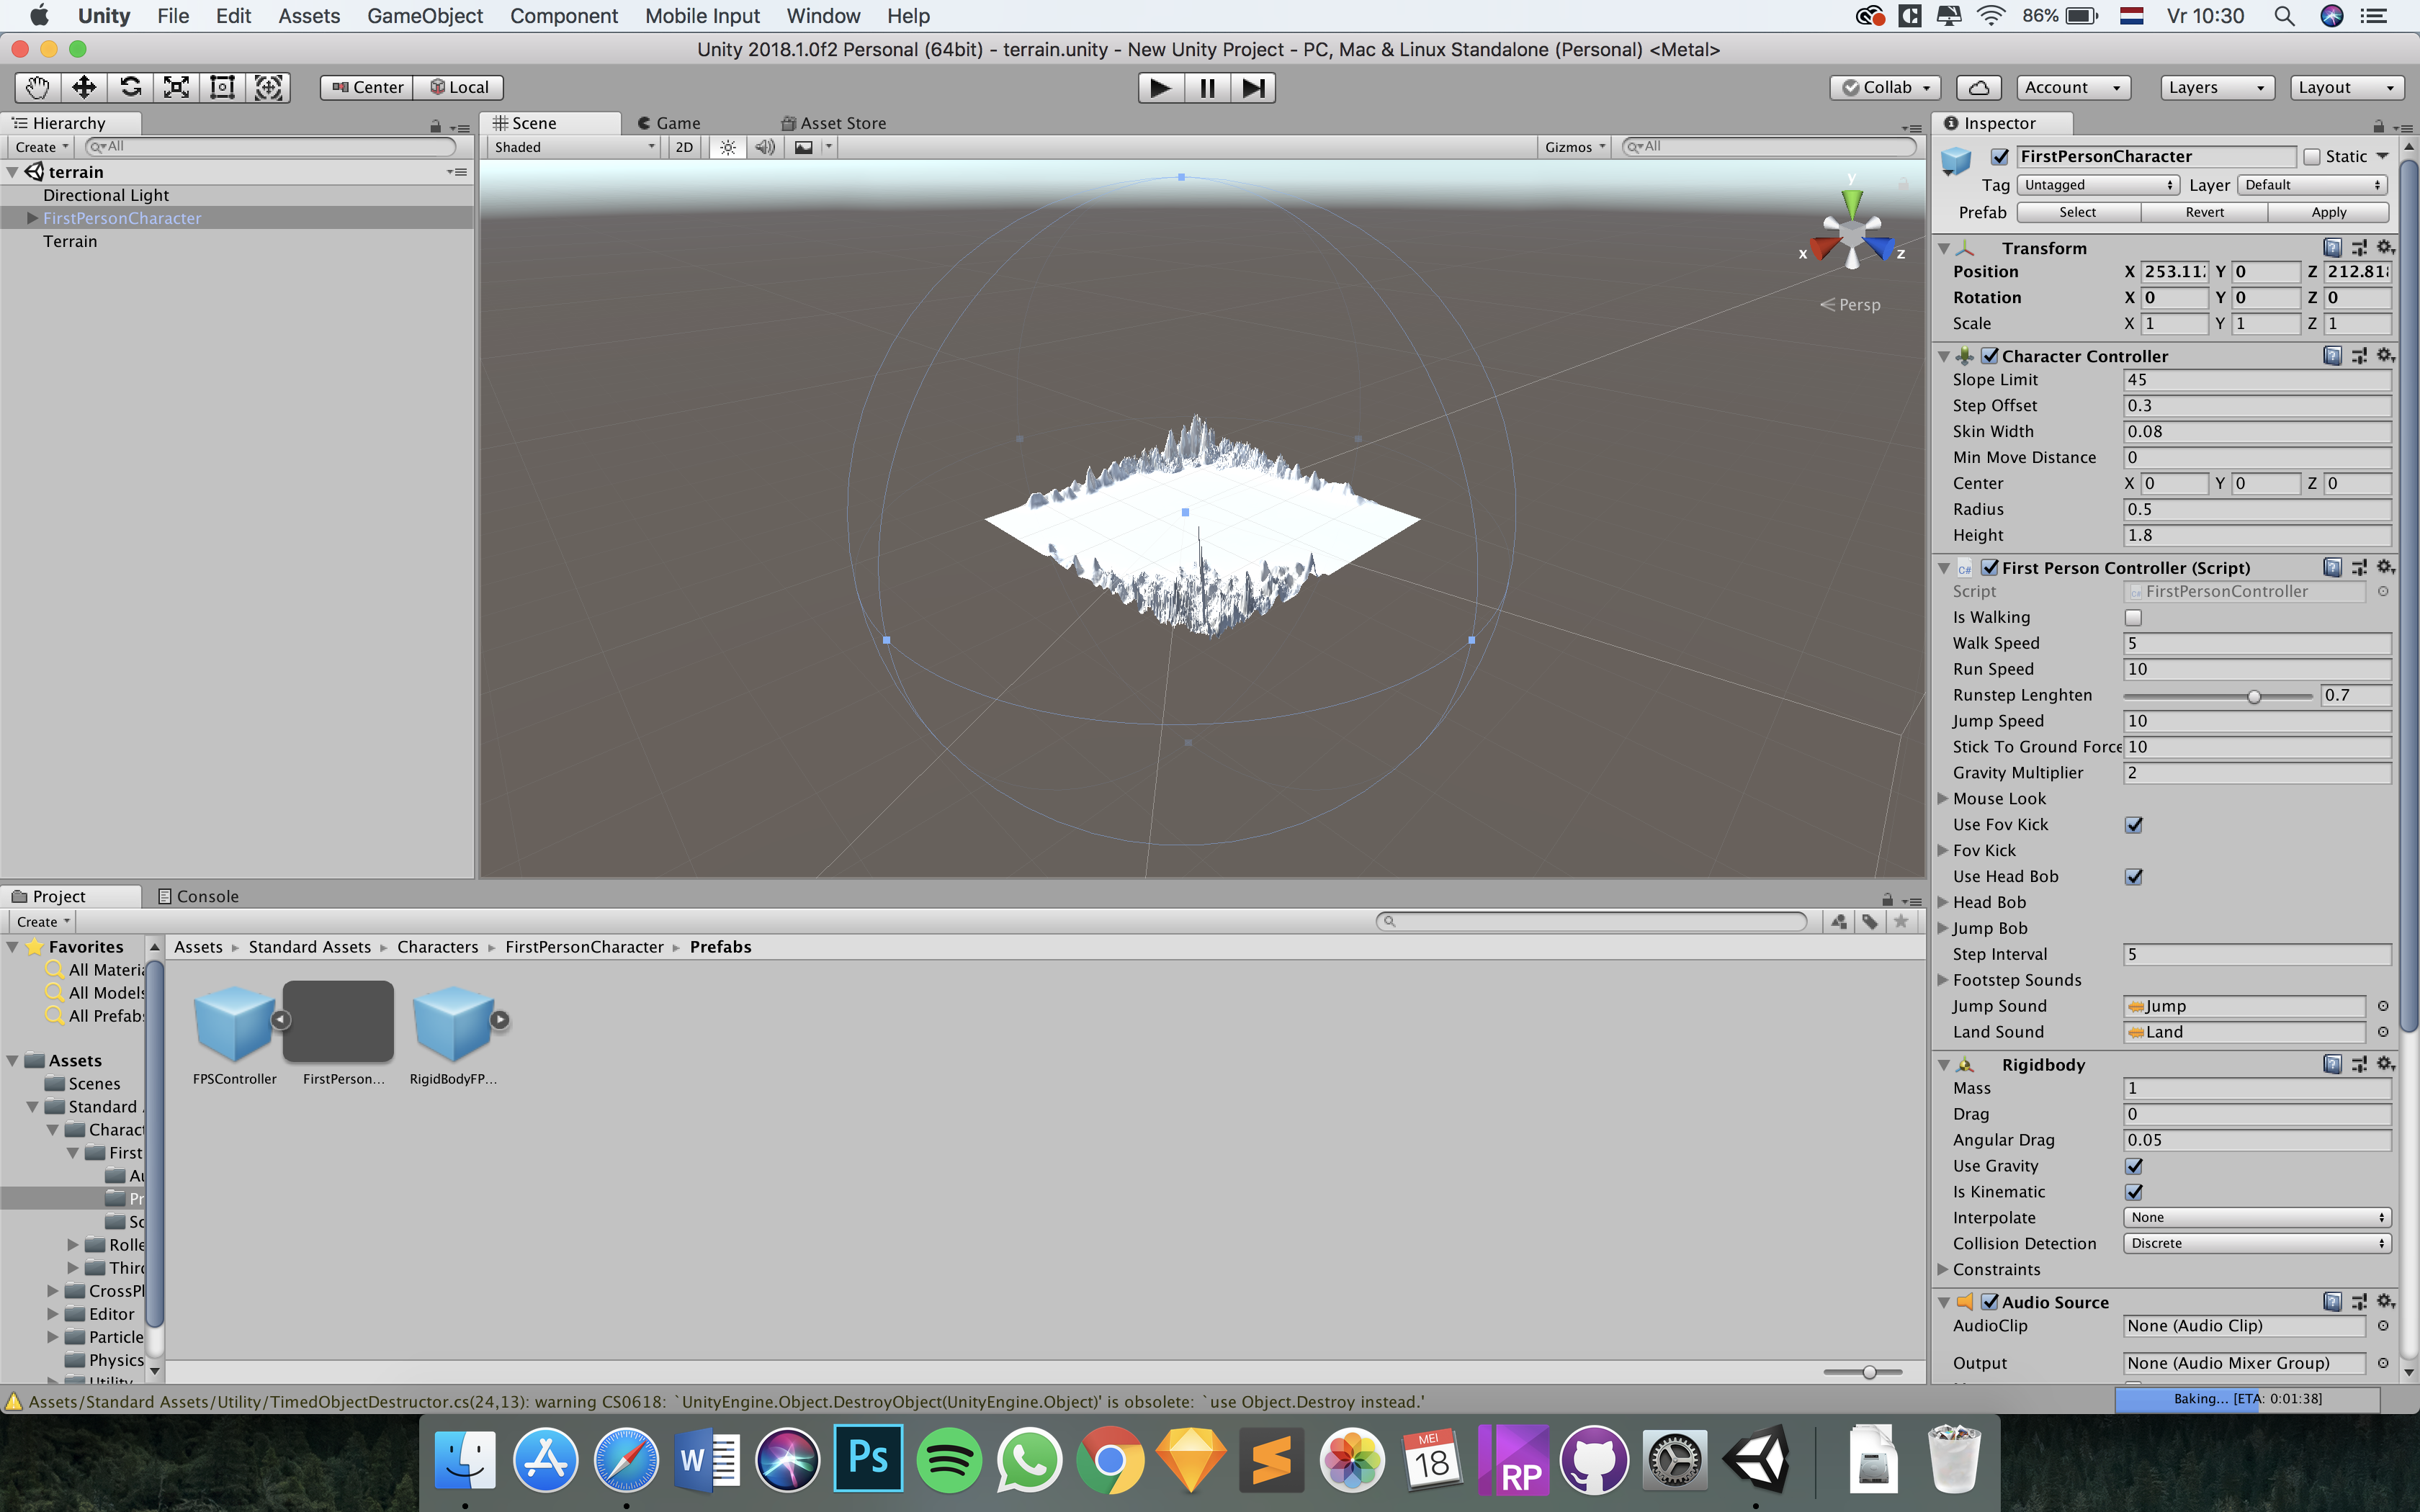 Unity File Edit Assets GameObject Component Mobile Input Window Help 86% Vr 10:30
Unity 2018.1.0f2 Personal (64bit) - terrain.unity - New Unity Project - PC, Mac & Linux Standalone (Personal) <Metal>
Center Local Collab Account Layers Layout
Hierarchy
Create All
terrain
Directional Light
FirstPersonCharacter
Terrain
Scene Game Asset Store
Shaded 2D Gizmos All
y
x z
Persp
Inspector
FirstPersonCharacter Static
Tag Untagged Layer Default
Prefab Select Revert Apply
Transform
Position X 253.11 Y 0 Z 212.81
Rotation X 0 Y 0 Z 0
Scale X 1 Y 1 Z 1
Character Controller
Slope Limit 45
Step Offset 0.3
Skin Width 0.08
Min Move Distance 0
Center X 0 Y 0 Z 0
Radius 0.5
Height 1.8
C# First Person Controller (Script)
Script FirstPersonController
Is Walking
Walk Speed 5
Run Speed 10
Runstep Lenghten 0.7
Jump Speed 10
Stick To Ground Force 10
Gravity Multiplier 2
Mouse Look
Use Fov Kick
Fov Kick
Use Head Bob
Head Bob
Jump Bob
Step Interval 5
Footstep Sounds
Jump Sound Jump
Land Sound Land
Rigidbody
Mass 1
Drag 0
Angular Drag 0.05
Use Gravity
Is Kinematic
Interpolate None
Collision Detection Discrete
Constraints
Audio Source
AudioClip None (Audio Clip)
Output None (Audio Mixer Group)
Project Console
Create
Favorites
All Materia
All Models
All Prefabs
Assets
Scenes
Standard A
Charact
First
Au
Pr
Sc
Rolle
Thirc
CrossPl
Editor
Particle
Physics
Utility
Assets Standard Assets Characters FirstPersonCharacter Prefabs
FPSController FirstPerson... RigidBodyFP...
Assets/Standard Assets/Utility/TimedObjectDestructor.cs(24,13): warning CS0618: `UnityEngine.Object.DestroyObject(UnityEngine.Object)' is obsolete: `use Object.Destroy instead.'
Baking... [ETA: 0:01:38]
W Ps MEI 18 RP